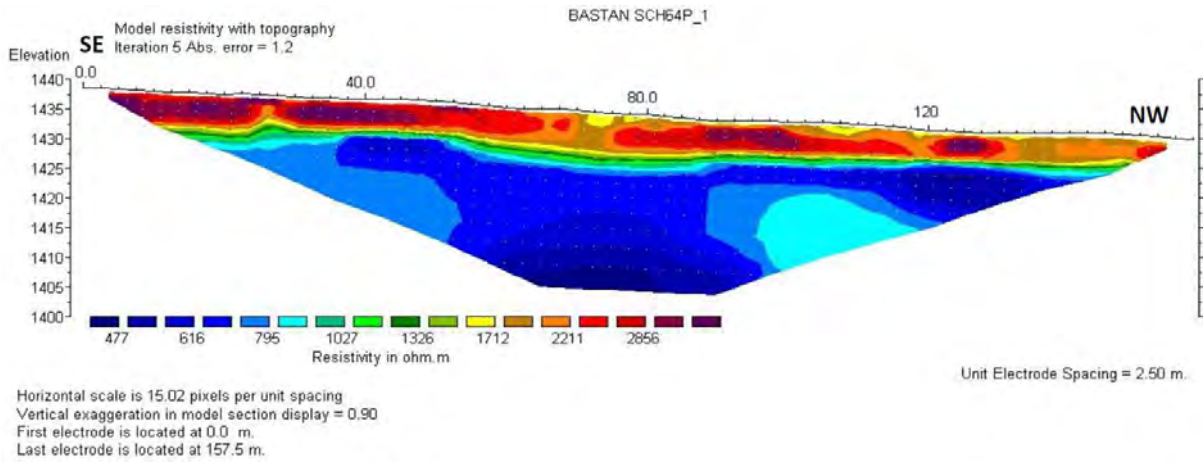 BASTAN SCH64P_1
Model resistivity with topography
SE Iteration 5 Abs. error = 1.2
Elevation
0.0 40.0 80.0 120 NW
1440
1435
1430
1425
1420
1415
1410
1405
1400
477 616 795 1027 1326 1712 2211 2856
Resistivity in ohm.m
Unit Electrode Spacing = 2.50 m.
Horizontal scale is 15.02 pixels per unit spacing
Vertical exaggeration in model section display = 0.90
First electrode is located at 0.0 m.
Last electrode is located at 157.5 m.